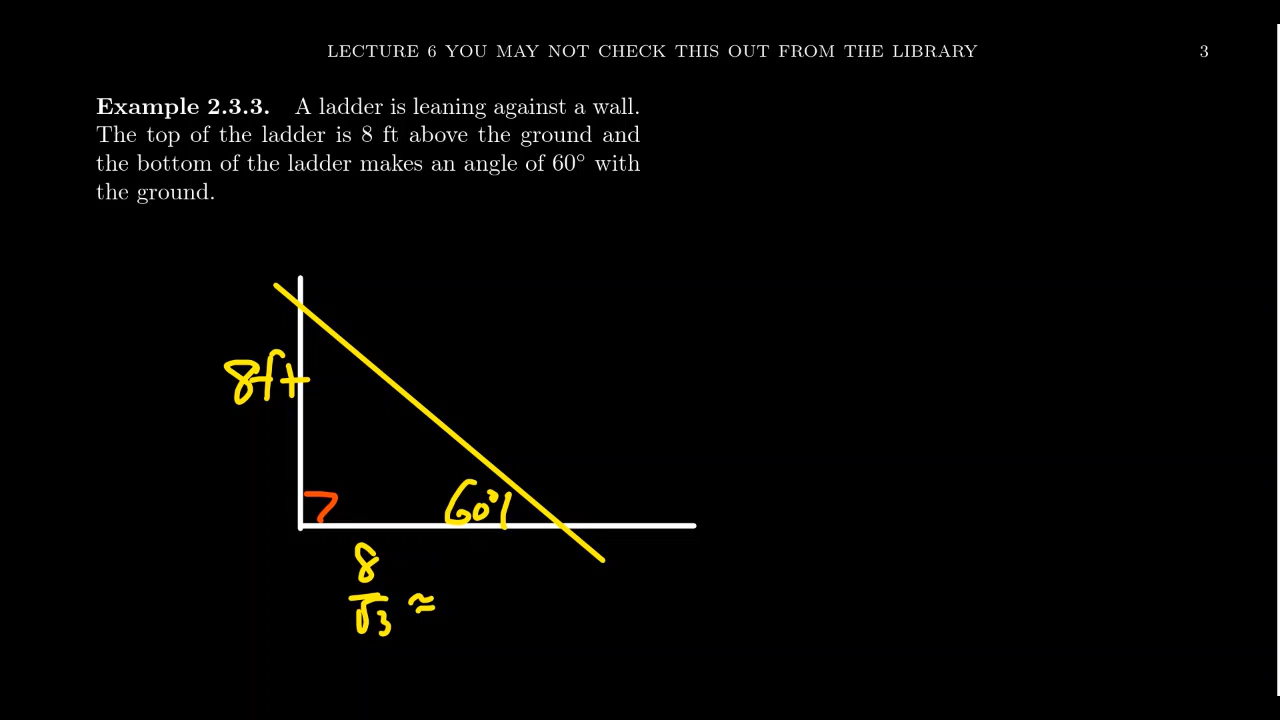 LECTURE 6 YOU MAY NOT CHECK THIS OUT FROM THE LIBRARY 3
Example 2.3.3. A ladder is leaning against a wall.
The top of the ladder is 8 ft above the ground and
the bottom of the ladder makes an angle of 60° with
the ground.
8ft
60°
8
√3 ≈